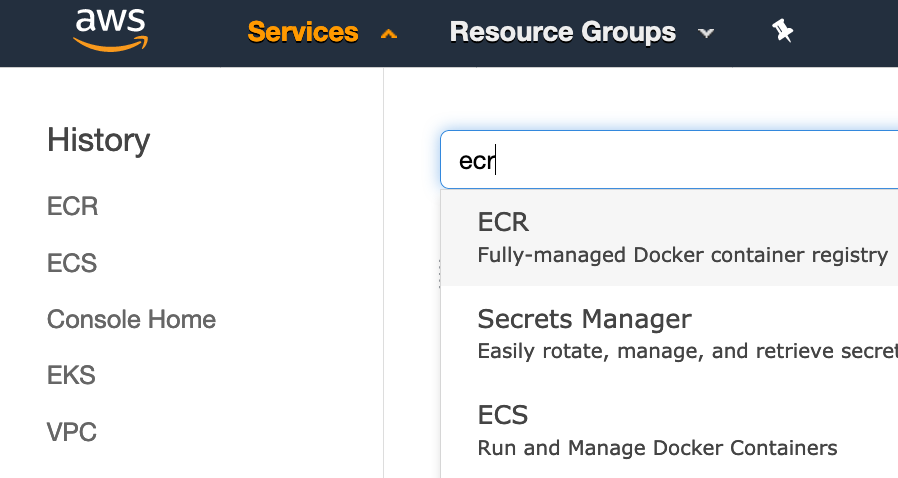 aws
Services
Resource Groups
History
ECR
ECS
Console Home
EKS
VPC
ecr
ECR
Fully-managed Docker container registry
Secrets Manager
Easily rotate, manage, and retrieve secret
ECS
Run and Manage Docker Containers